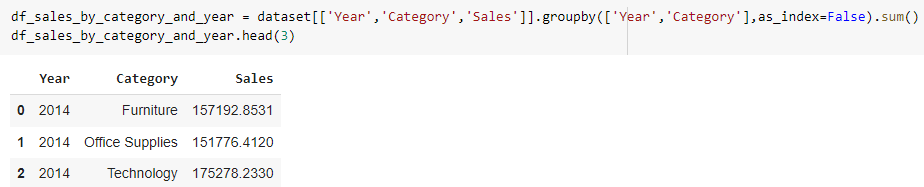 df_sales_by_category_and_year = dataset[['Year','Category','Sales']].groupby(['Year','Category'],as_index=False).sum()
df_sales_by_category_and_year.head(3)
Year Category Sales
0 2014 Furniture 157192.8531
1 2014 Office Supplies 151776.4120
2 2014 Technology 175278.2330